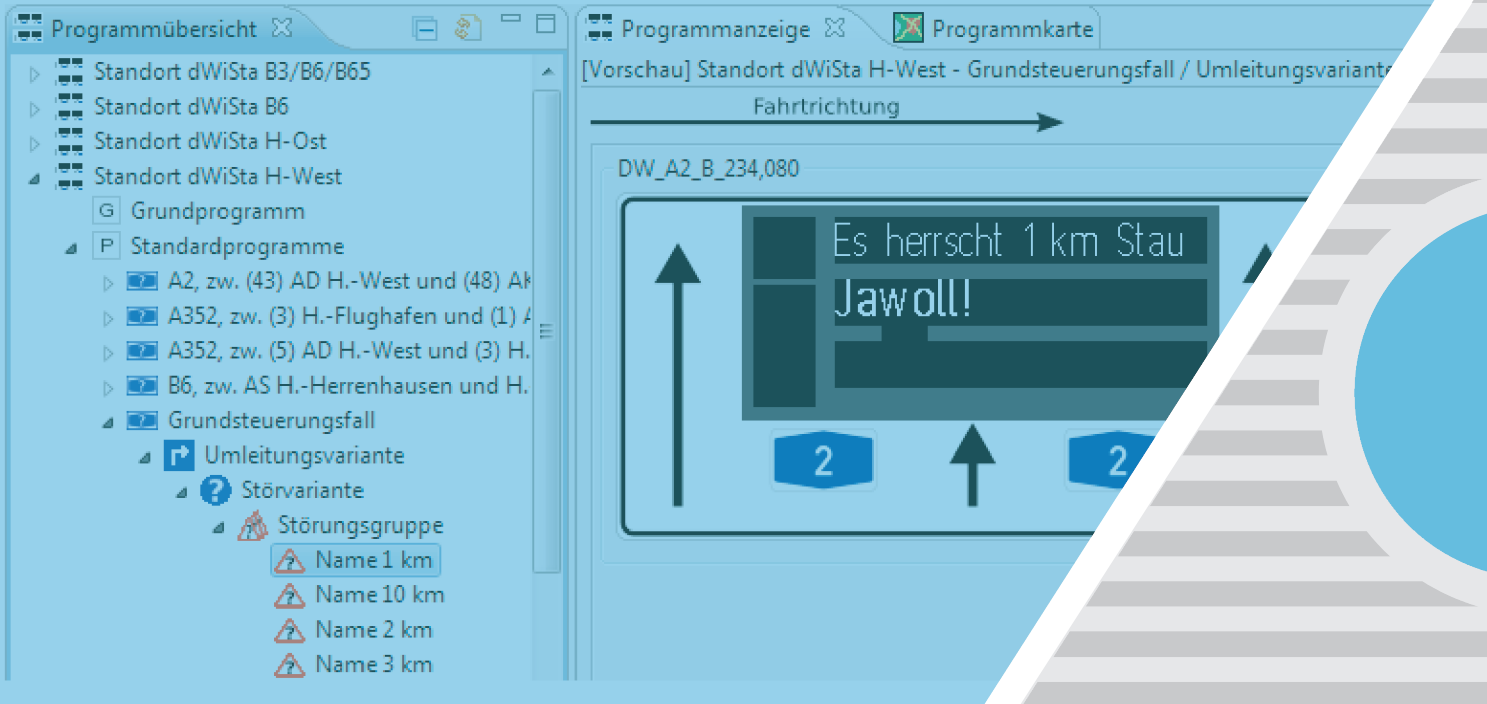 Programmübersicht
Standort dWiSta B3/B6/B65
Standort dWiSta B6
Standort dWiSta H-Ost
Standort dWiSta H-West
G Grundprogramm
P Standardprogramme
? A2, zw. (43) AD H.-West und (48) AK
? A352, zw. (3) H.-Flughafen und (1)
? A352, zw. (5) AD H.-West und (3) H.
? B6, zw. AS H.-Herrenhausen und H.
? Grundsteuerungsfall
Umleitungsvariante
? Störvariante
? Störungsgruppe
? Name 1 km
? Name 10 km
? Name 2 km
? Name 3 km
Programmanzeige
Programmkarte
[Vorschau] Standort dWiSta H-West - Grundsteuerungsfall / Umleitungsvariante
Fahrtrichtung
DW_A2_B_234,080
Es herrscht 1 km Stau
Jawoll!
2
2